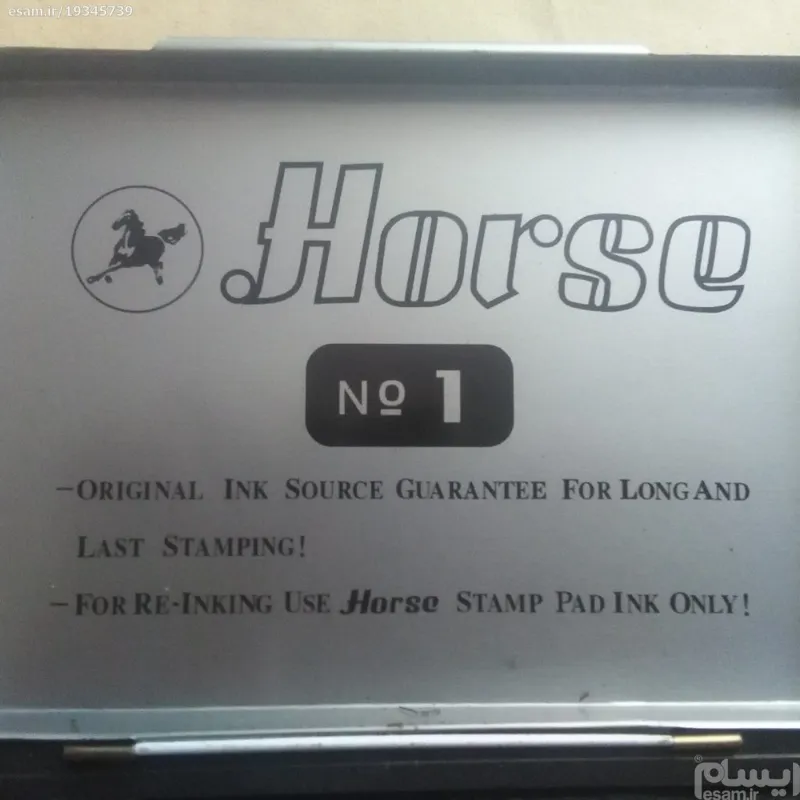 esam.ir/19345739
Horse
Nº 1
-ORIGINAL INK SOURCE GUARANTEE FOR LONG AND
LAST STAMPING!
-FOR RE-INKING USE Horse STAMP PAD INK ONLY!
ایسام
esam.ir